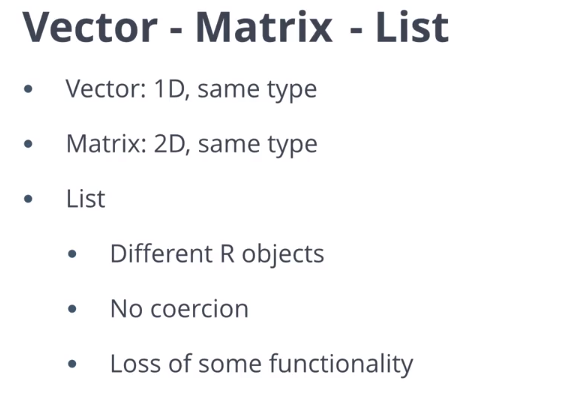 Vector - Matrix - List
• Vector: 1D, same type
• Matrix: 2D, same type
• List
• Different R objects
• No coercion
• Loss of some functionality